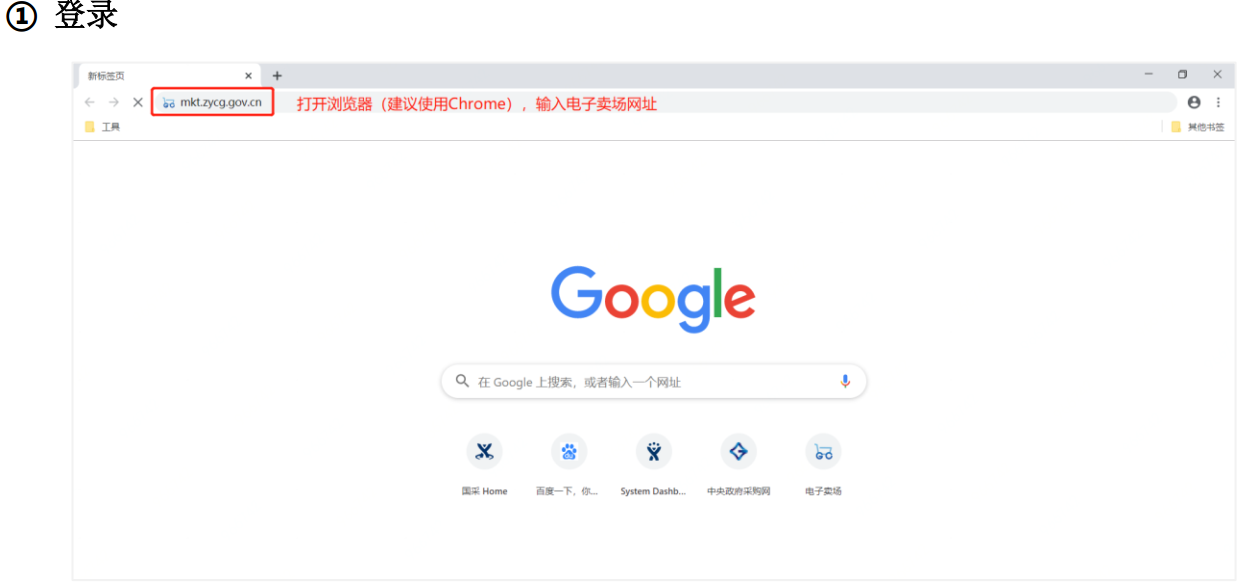 ① 登录
新标签页
mkt.zycg.gov.cn 打开浏览器（建议使用Chrome），输入电子卖场网址
工具 其他书签
Google
在 Google 上搜索，或者输入一个网址
国采 Home 百度一下，你... System Dashb... 中央政府采购网 电子卖场